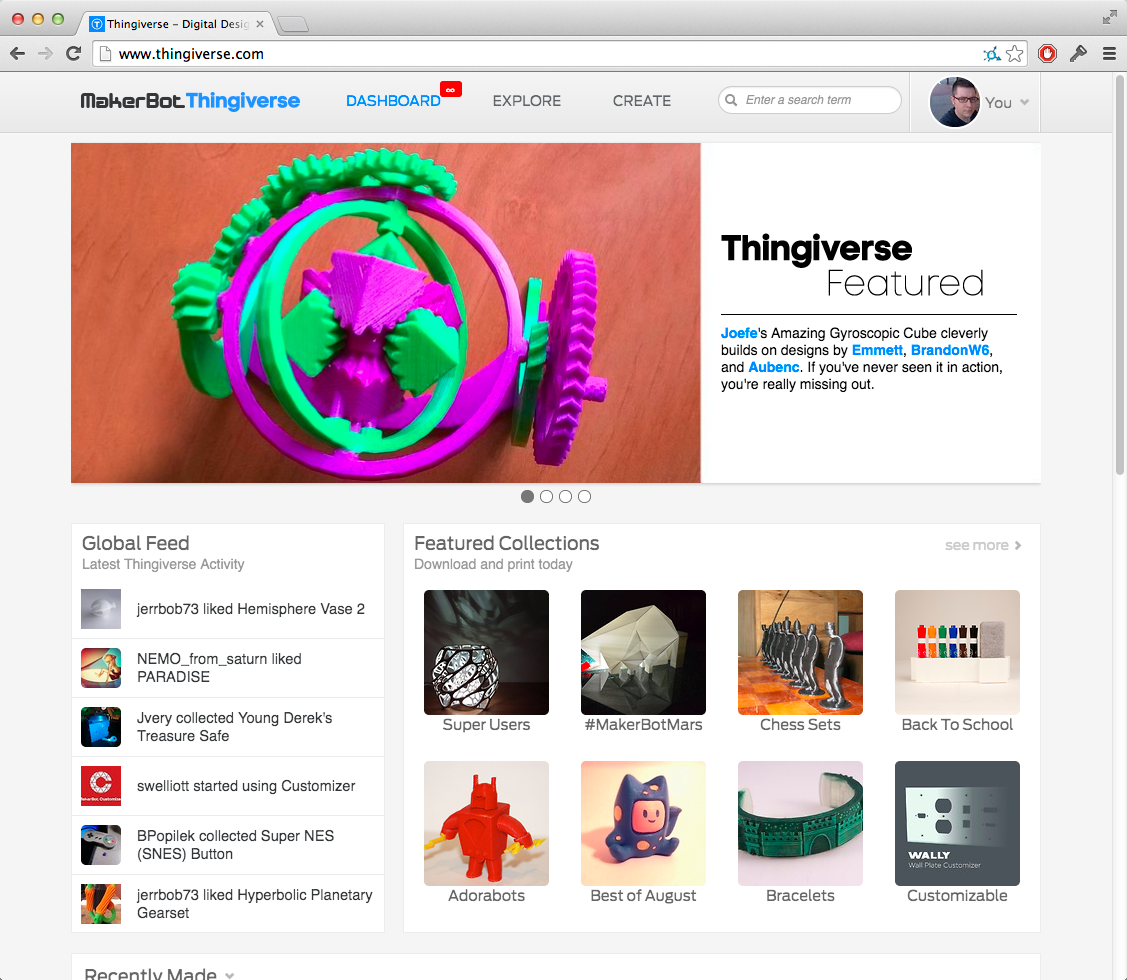 Thingiverse – Digital Desig
www.thingiverse.com
MakerBot Thingiverse
DASHBOARD
∞
EXPLORE
CREATE
Enter a search term
You
Thingiverse
Featured
Joefe's Amazing Gyroscopic Cube cleverly
builds on designs by Emmett, BrandonW6,
and Aubenc. If you've never seen it in action,
you're really missing out.
Global Feed
Latest Thingiverse Activity
jerrbob73 liked Hemisphere Vase 2
NEMO_from_saturn liked
PARADISE
Jvery collected Young Derek's
Treasure Safe
swelliott started using Customizer
BPopilek collected Super NES
(SNES) Button
jerrbob73 liked Hyperbolic Planetary
Gearset
Featured Collections
see more
Download and print today
Super Users
#MakerBotMars
Chess Sets
Back To School
WALLY
Wall Plate Customizer
Adorabots
Best of August
Bracelets
Customizable
Recently Made